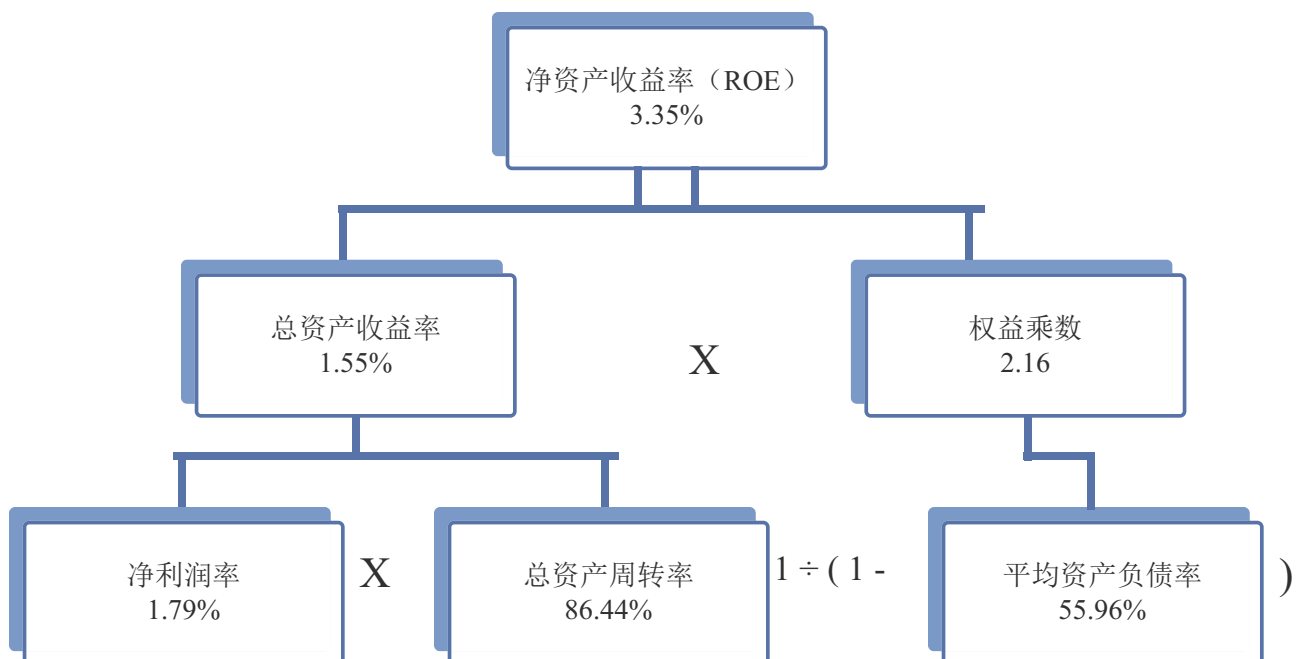 净资产收益率（ROE）
3.35%
总资产收益率
1.55%
X
权益乘数
2.16
净利润率
1.79%
X
总资产周转率
86.44%
1 ÷ ( 1 -
平均资产负债率
55.96%
)